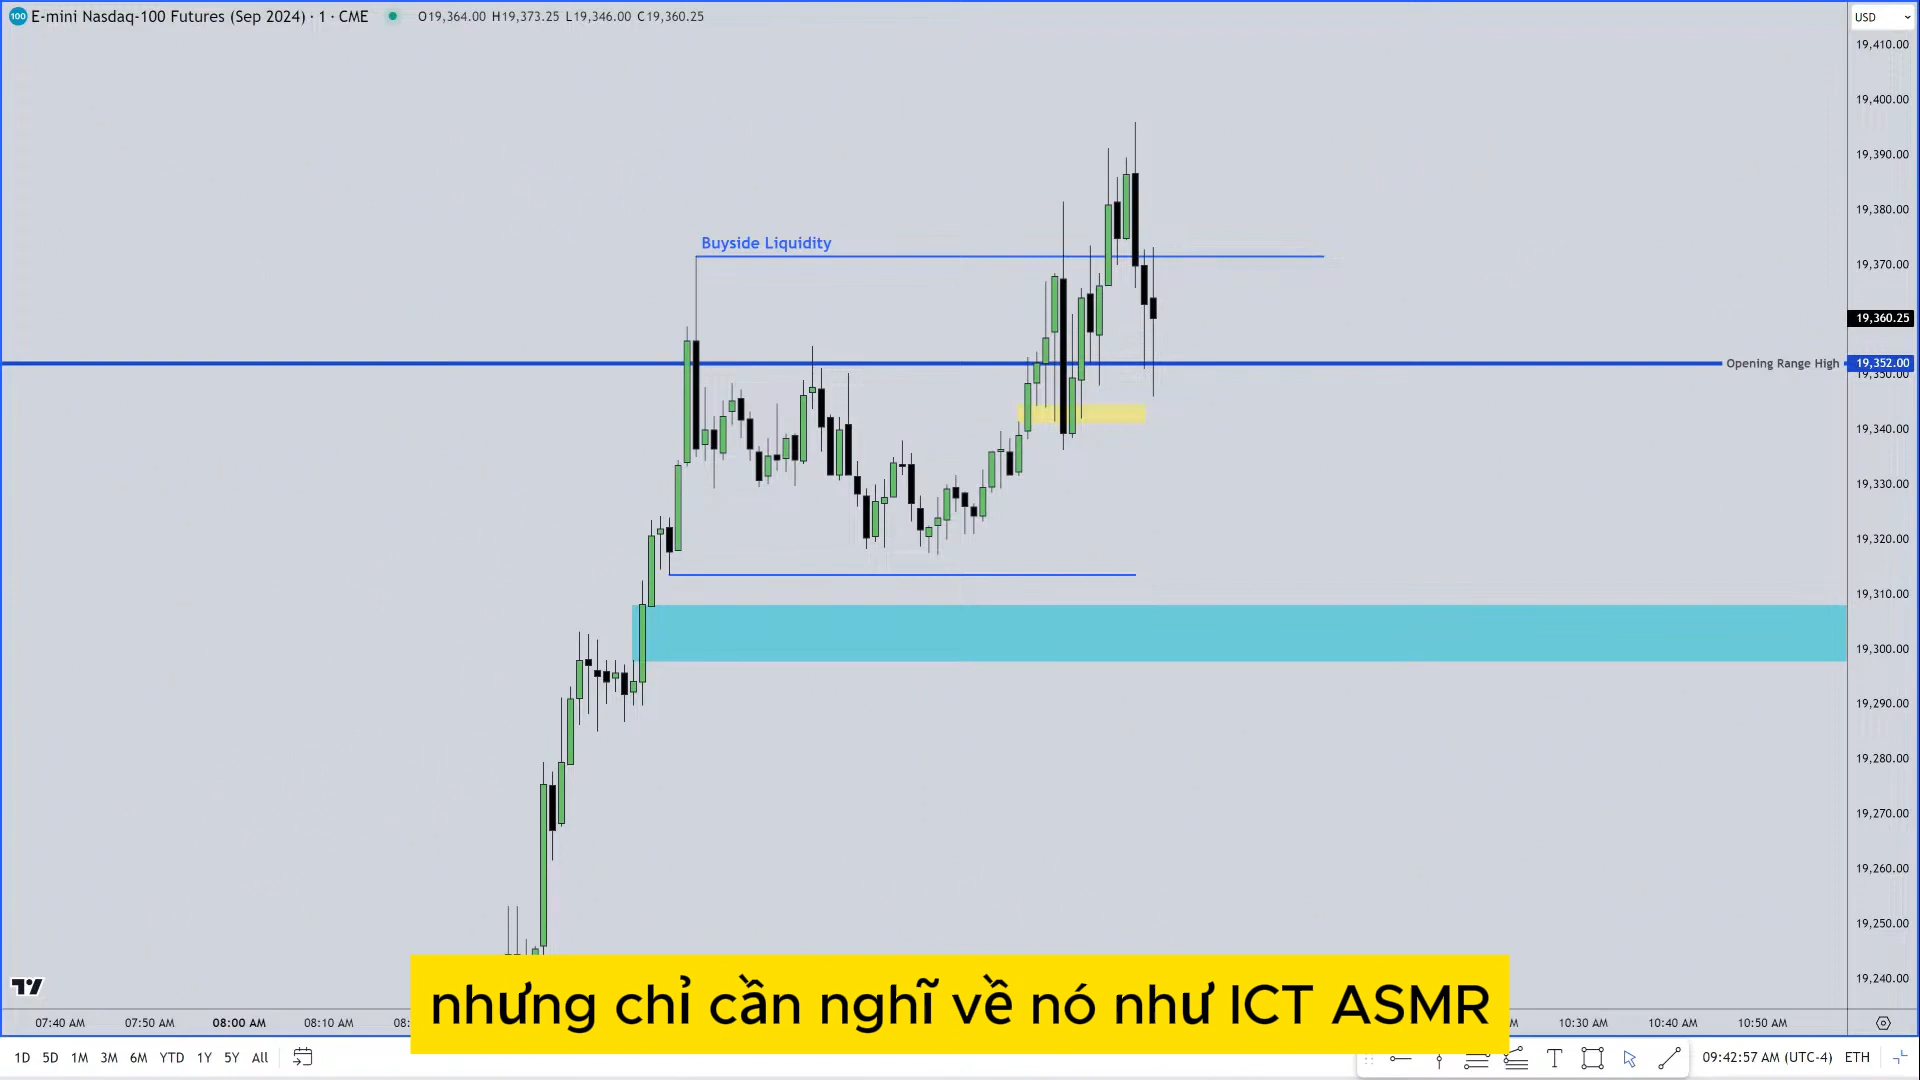 100 E-mini Nasdaq-100 Futures (Sep 2024) · 1 · CME O19,364.00 H19,373.25 L19,346.00 C19,360.25
USD
19,410.00
19,400.00
19,390.00
19,380.00
Buyside Liquidity
19,370.00
19,360.25
Opening Range High 19,352.00
19,350.00
19,340.00
19,330.00
19,320.00
19,310.00
19,300.00
19,290.00
19,280.00
19,270.00
19,260.00
19,250.00
19,240.00
nhưng chỉ cần nghĩ về nó như ICT ASMR
07:40 AM 07:50 AM 08:00 AM 08:10 AM 10:30 AM 10:40 AM 10:50 AM
1D 5D 1M 3M 6M YTD 1Y 5Y All 09:42:57 AM (UTC-4) ETH